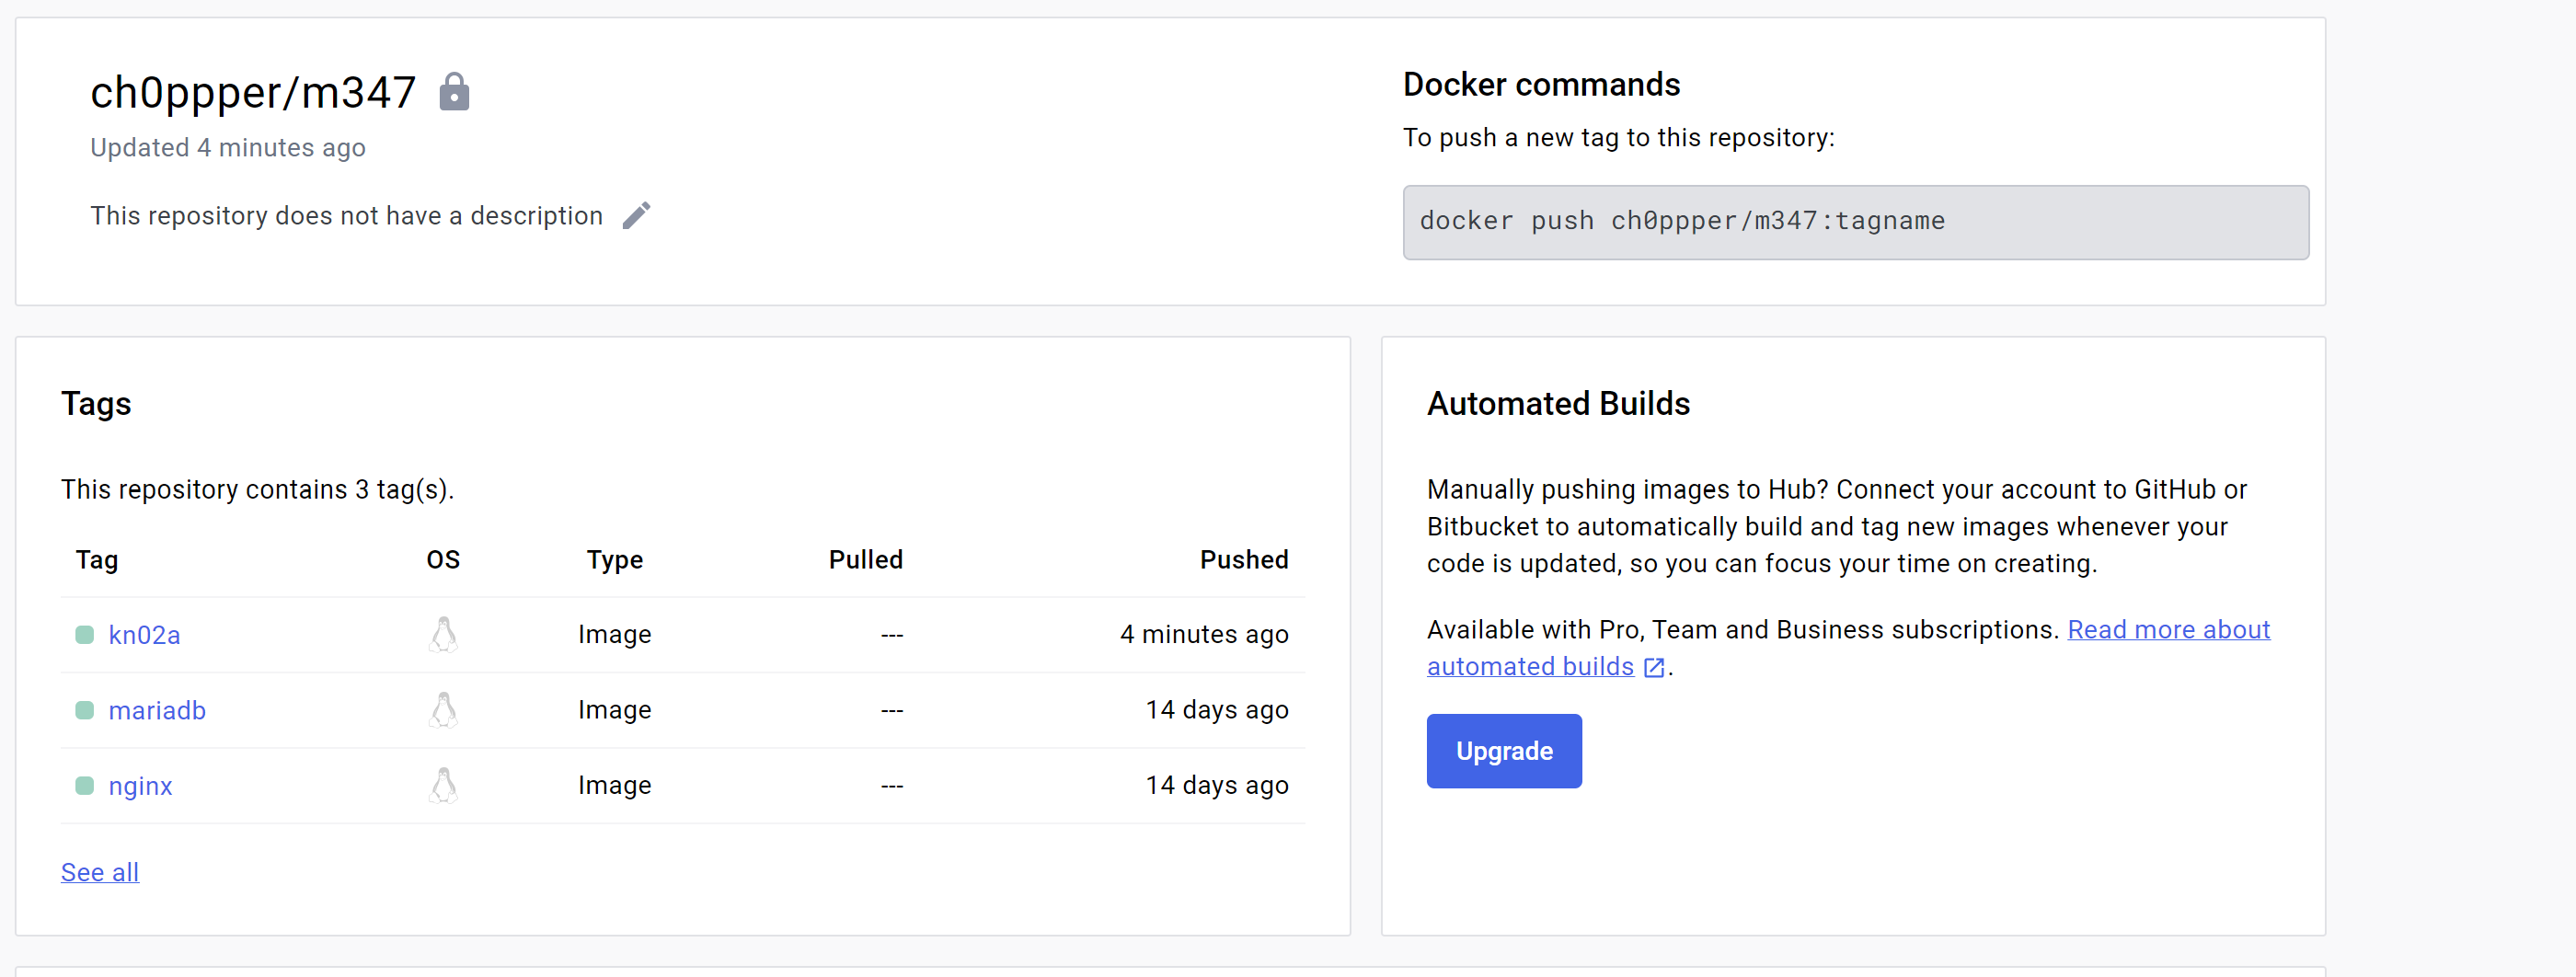 ch0ppper/m347
Updated 4 minutes ago
This repository does not have a description
Docker commands
To push a new tag to this repository:
docker push ch0ppper/m347:tagname
Tags
This repository contains 3 tag(s).
Tag OS Type Pulled Pushed
kn02a Image --- 4 minutes ago
mariadb Image --- 14 days ago
nginx Image --- 14 days ago
See all
Automated Builds
Manually pushing images to Hub? Connect your account to GitHub or
Bitbucket to automatically build and tag new images whenever your
code is updated, so you can focus your time on creating.
Available with Pro, Team and Business subscriptions. Read more about
automated builds .
Upgrade